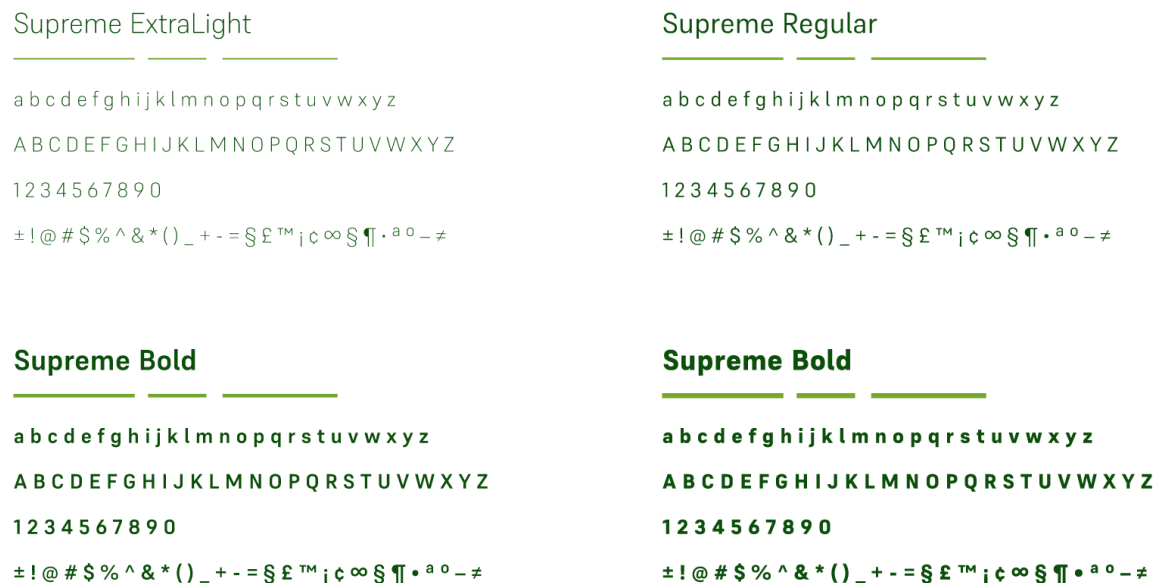 Supreme ExtraLight
a b c d e f g h i j k l m n o p q r s t u v w x y z
A B C D E F G H I J K L M N O P Q R S T U V W X Y Z
1 2 3 4 5 6 7 8 9 0
± ! @ # $ % ^ & * ( ) _ + - = § £ ™ ¡ ¢ ∞ § ¶ • ª º – ≠
Supreme Regular
a b c d e f g h i j k l m n o p q r s t u v w x y z
A B C D E F G H I J K L M N O P Q R S T U V W X Y Z
1 2 3 4 5 6 7 8 9 0
± ! @ # $ % ^ & * ( ) _ + - = § £ ™ ¡ ¢ ∞ § ¶ • ª º – ≠
Supreme Bold
a b c d e f g h i j k l m n o p q r s t u v w x y z
A B C D E F G H I J K L M N O P Q R S T U V W X Y Z
1 2 3 4 5 6 7 8 9 0
± ! @ # $ % ^ & * ( ) _ + - = § £ ™ ¡ ¢ ∞ § ¶ • ª º – ≠
Supreme Bold
a b c d e f g h i j k l m n o p q r s t u v w x y z
A B C D E F G H I J K L M N O P Q R S T U V W X Y Z
1 2 3 4 5 6 7 8 9 0
± ! @ # $ % ^ & * ( ) _ + - = § £ ™ ¡ ¢ ∞ § ¶ • ª º – ≠